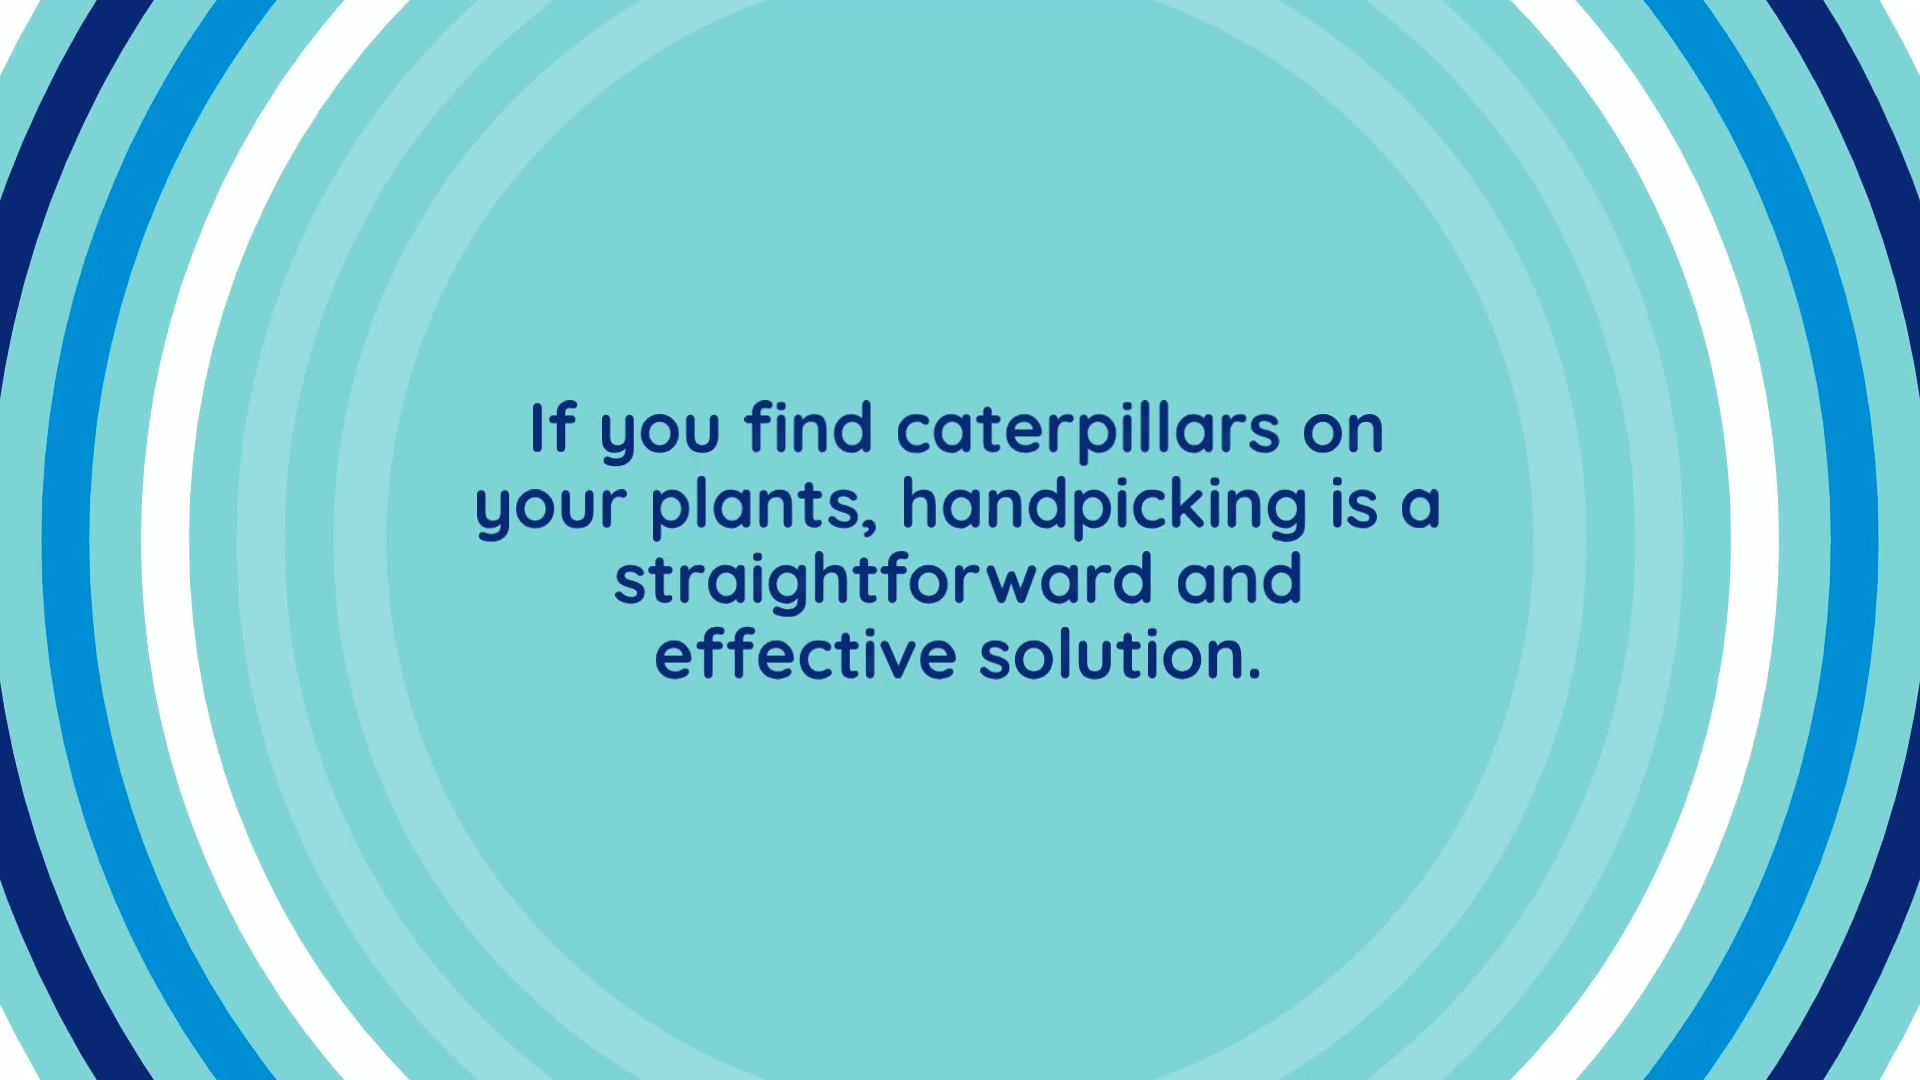 If you find caterpillars on
your plants, handpicking is a
straightforward and
effective solution.